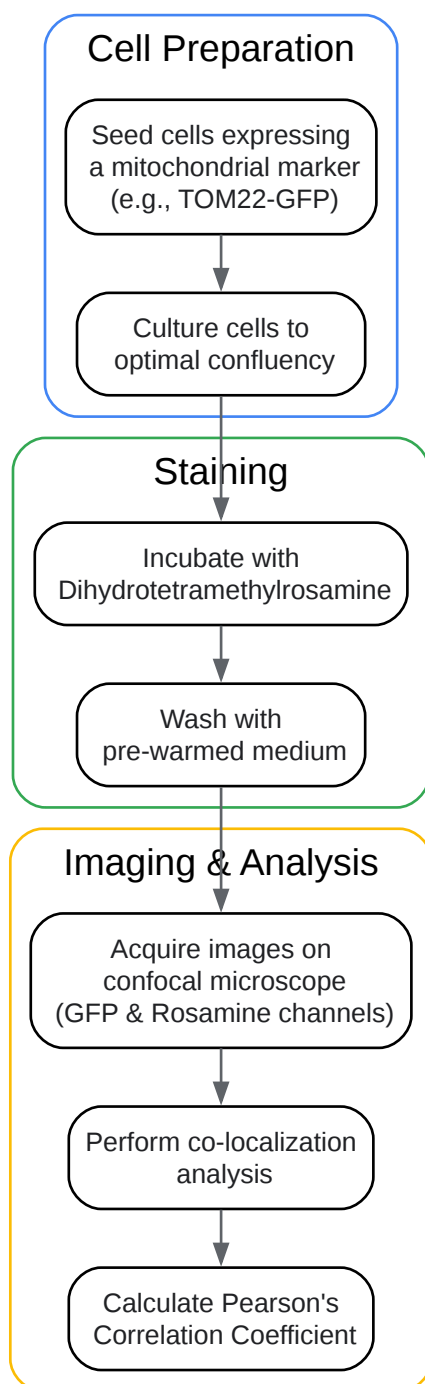 Cell Preparation
Seed cells expressing
a mitochondrial marker
(e.g., TOM22-GFP)
Culture cells to
optimal confluency
Staining
Incubate with
Dihydrotetramethylrosamine
Wash with
pre-warmed medium
Imaging & Analysis
Acquire images on
confocal microscope
(GFP & Rosamine channels)
Perform co-localization
analysis
Calculate Pearson's
Correlation Coefficient